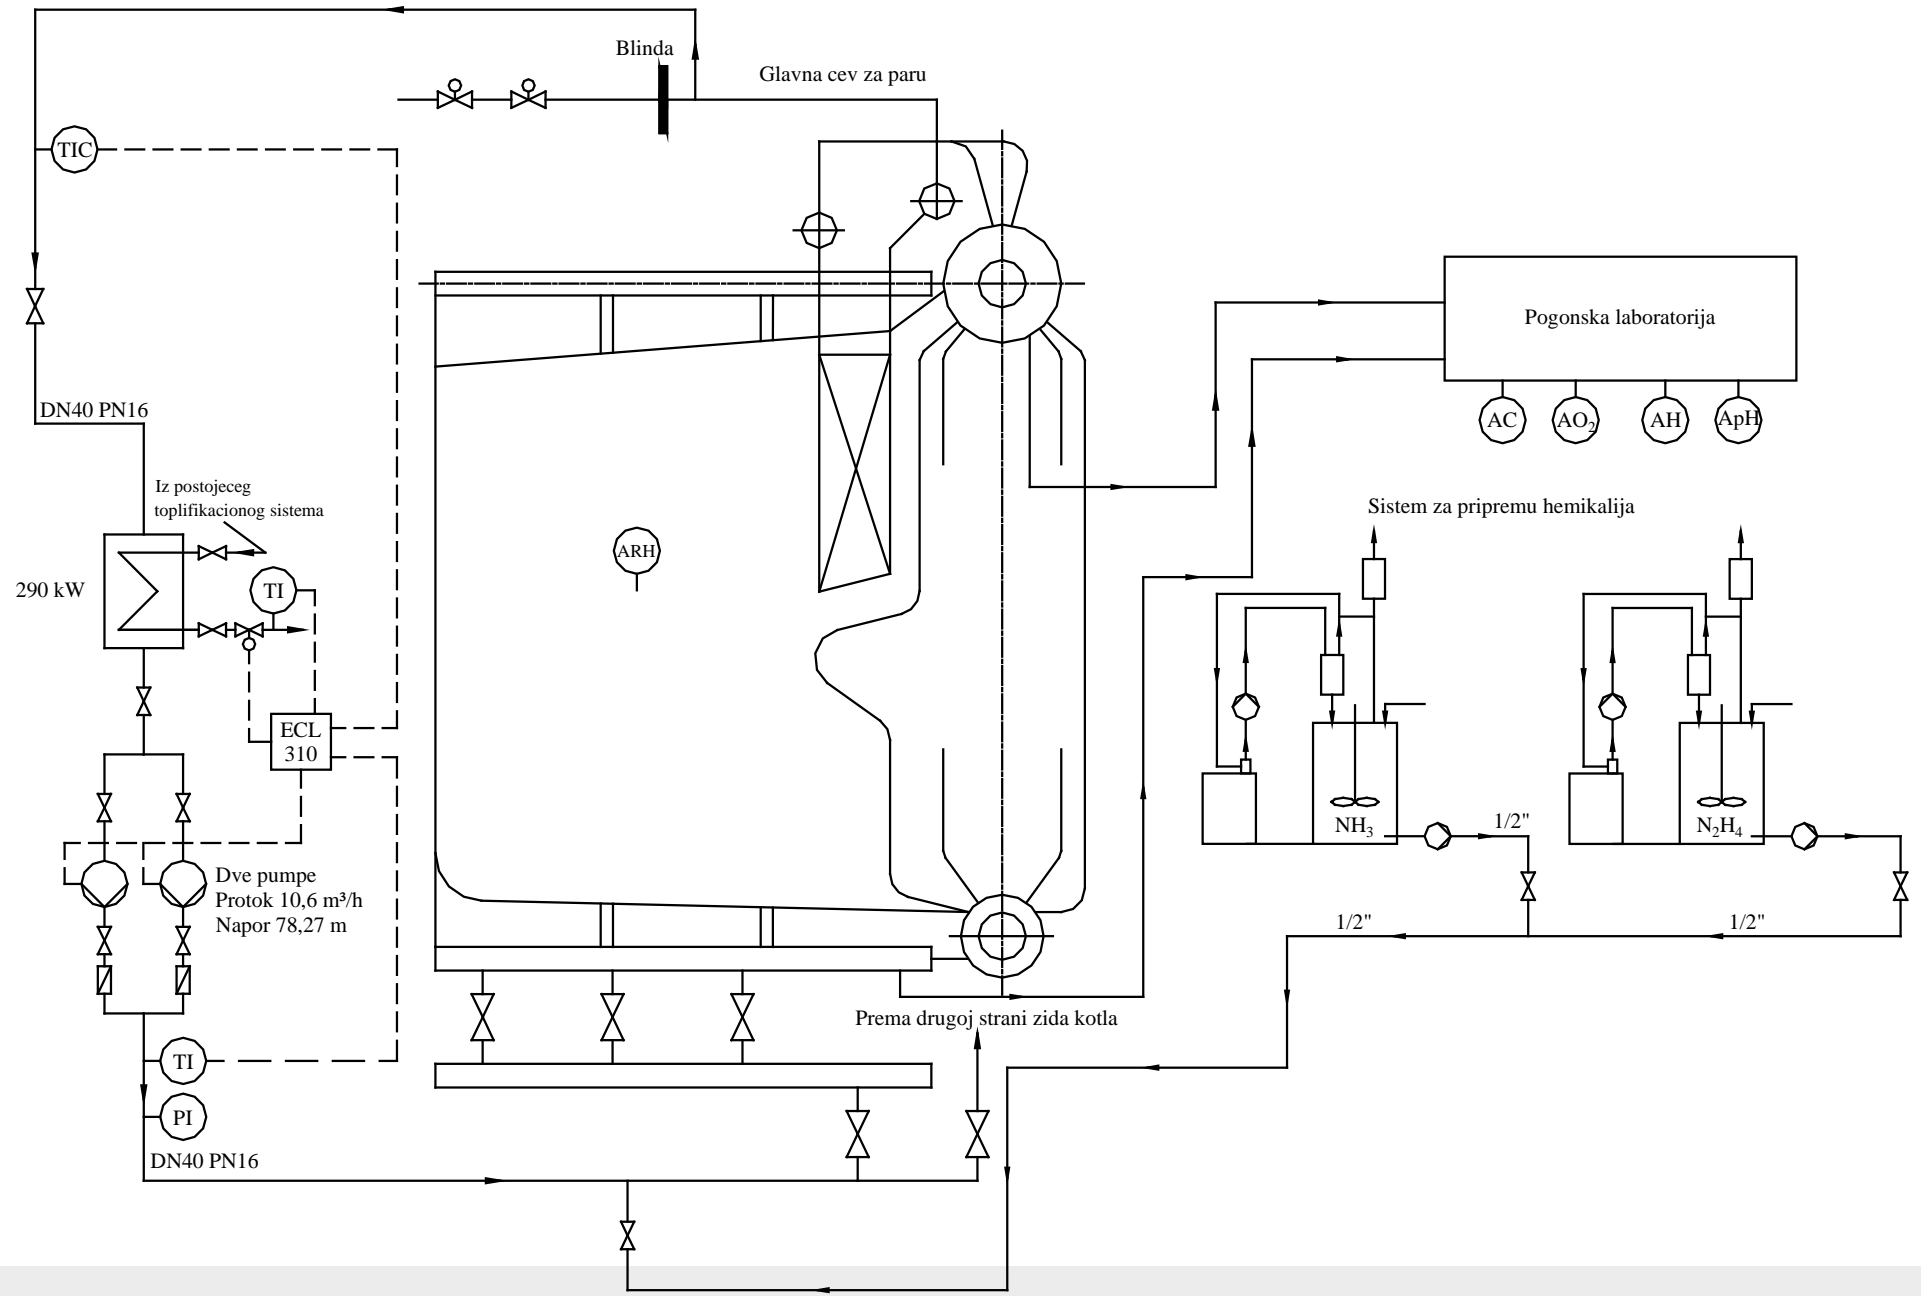 Blinda
Glavna cev za paru
TIC
DN40 PN16
Iz postojeceg
toplifikacionog sistema
290 kW
TI
ECL
310
Dve pumpe
Protok 10,6 m³/h
Napor 78,27 m
TI
PI
DN40 PN16
ARH
Prema drugoj strani zida kotla
Pogonska laboratorija
AC
AO₂
AH
ApH
Sistem za pripremu hemikalija
NH₃
1/2"
N₂H₄
1/2"
1/2"